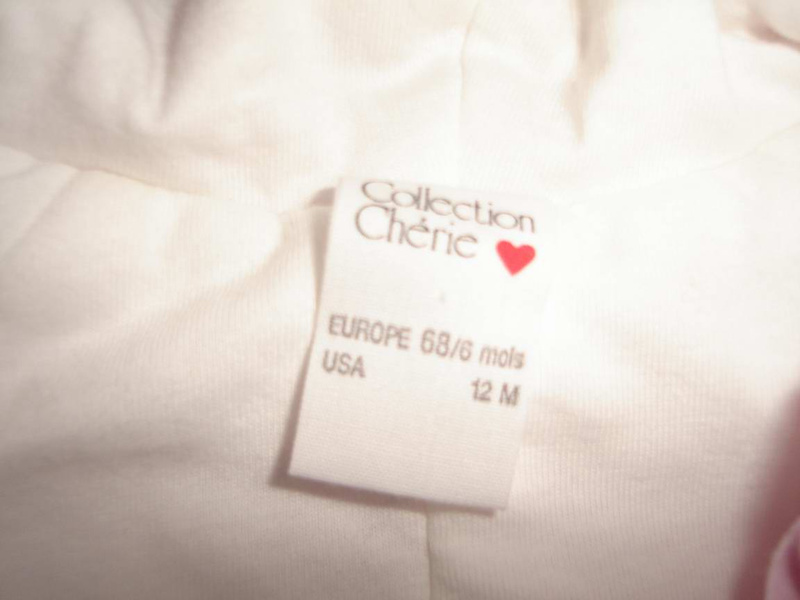 Collection
Chérie
EUROPE 68/6 mois
USA 12 M